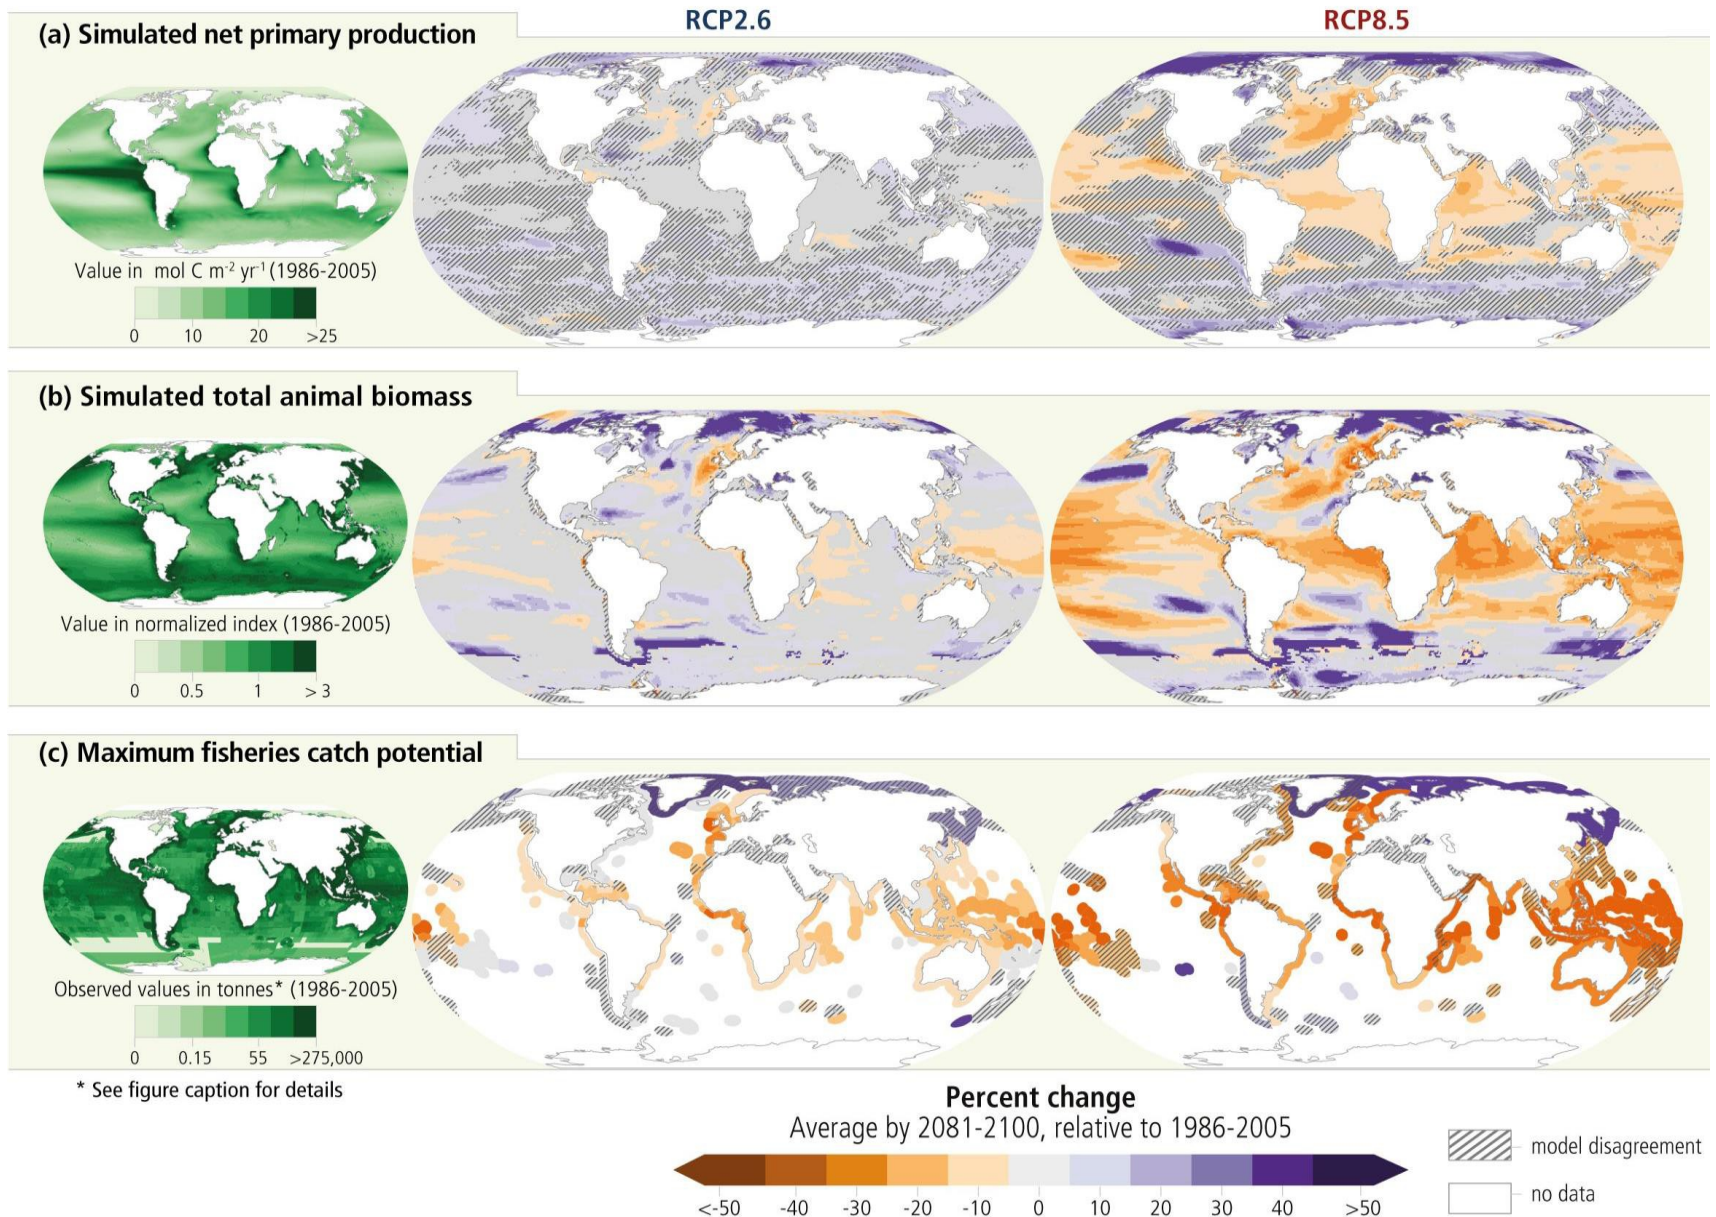 RCP2.6
RCP8.5
(a) Simulated net primary production
Value in mol C m⁻² yr⁻¹ (1986-2005)
0 10 20 >25
(b) Simulated total animal biomass
Value in normalized index (1986-2005)
0 0.5 1 > 3
(c) Maximum fisheries catch potential
Observed values in tonnes* (1986-2005)
0 0.15 55 >275,000
* See figure caption for details
Percent change
Average by 2081-2100, relative to 1986-2005
<-50 -40 -30 -20 -10 0 10 20 30 40 >50
model disagreement
no data